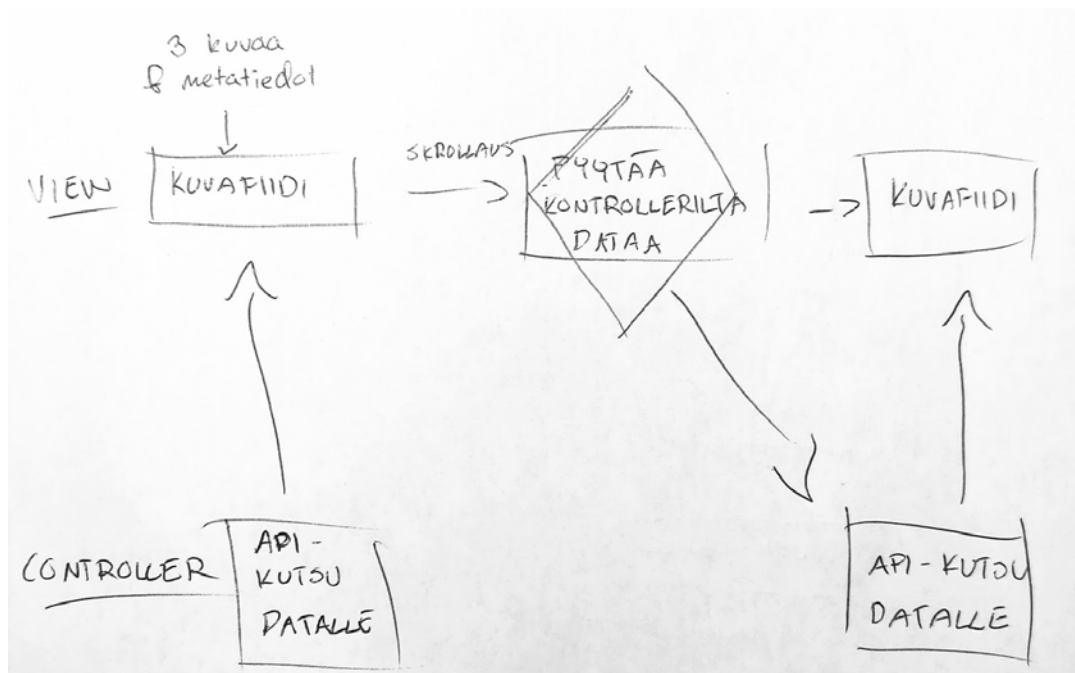 3 kuvaa
& metatiedot
VIEW
KUVAFIIDI
SKROLLAUS
PYYTÄÄ
KONTROLLERILTA
DATAA
KUVAFIIDI
CONTROLLER
API-
KUTSU
DATALLE
API-KUTSU
DATALLE